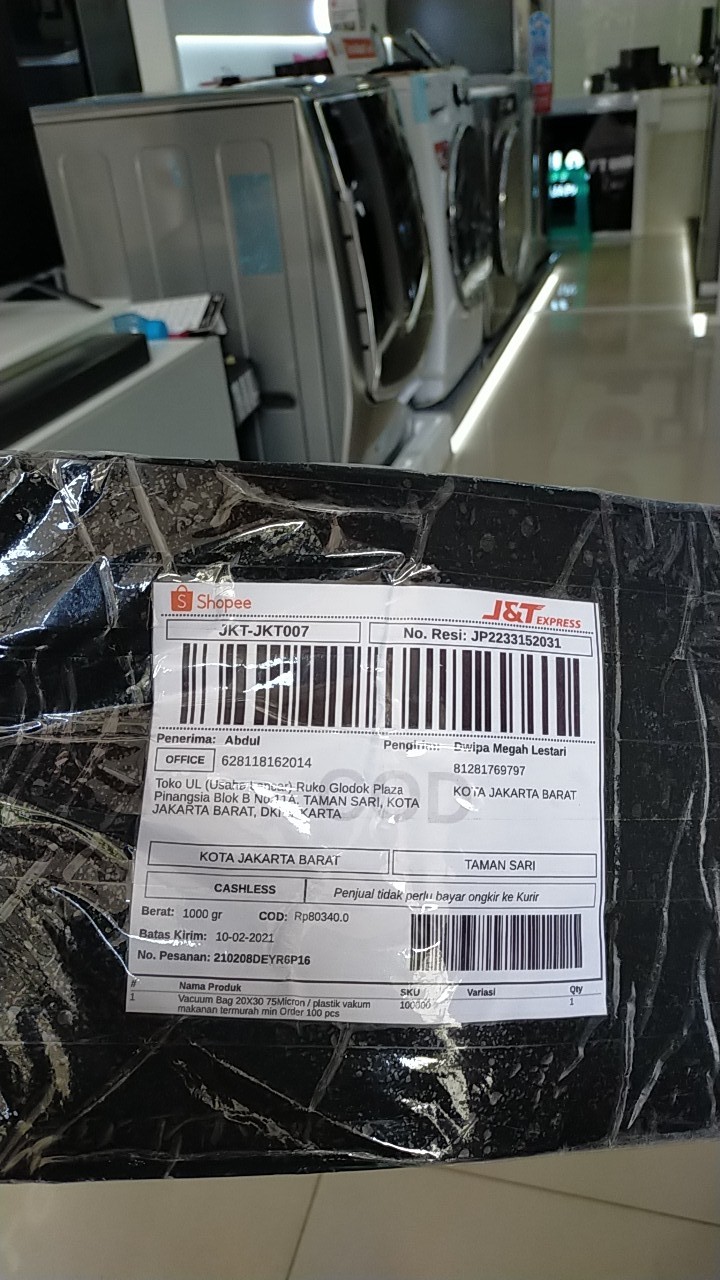 Shopee
J&T EXPRESS
JKT-JKT007
No. Resi: JP2233152031
Penerima: Abdul
Pengirim: Dwipa Megah Lestari
OFFICE 628118162014
81281769797
Toko UL (Usaha Lancar) Ruko Glodok Plaza
Pinangsia Blok B No.11A. TAMAN SARI, KOTA
JAKARTA BARAT, DKI JAKARTA
KOTA JAKARTA BARAT
COD
KOTA JAKARTA BARAT
TAMAN SARI
CASHLESS
Penjual tidak perlu bayar ongkir ke Kurir
Berat: 1000 gr COD: Rp80340.0
Batas Kirim: 10-02-2021
No. Pesanan: 210208DEYR6P16
# Nama Produk SKU Variasi Qty
1 Vacuum Bag 20X30 75Micron / plastik vakum 100000 1
makanan termurah min Order 100 pcs